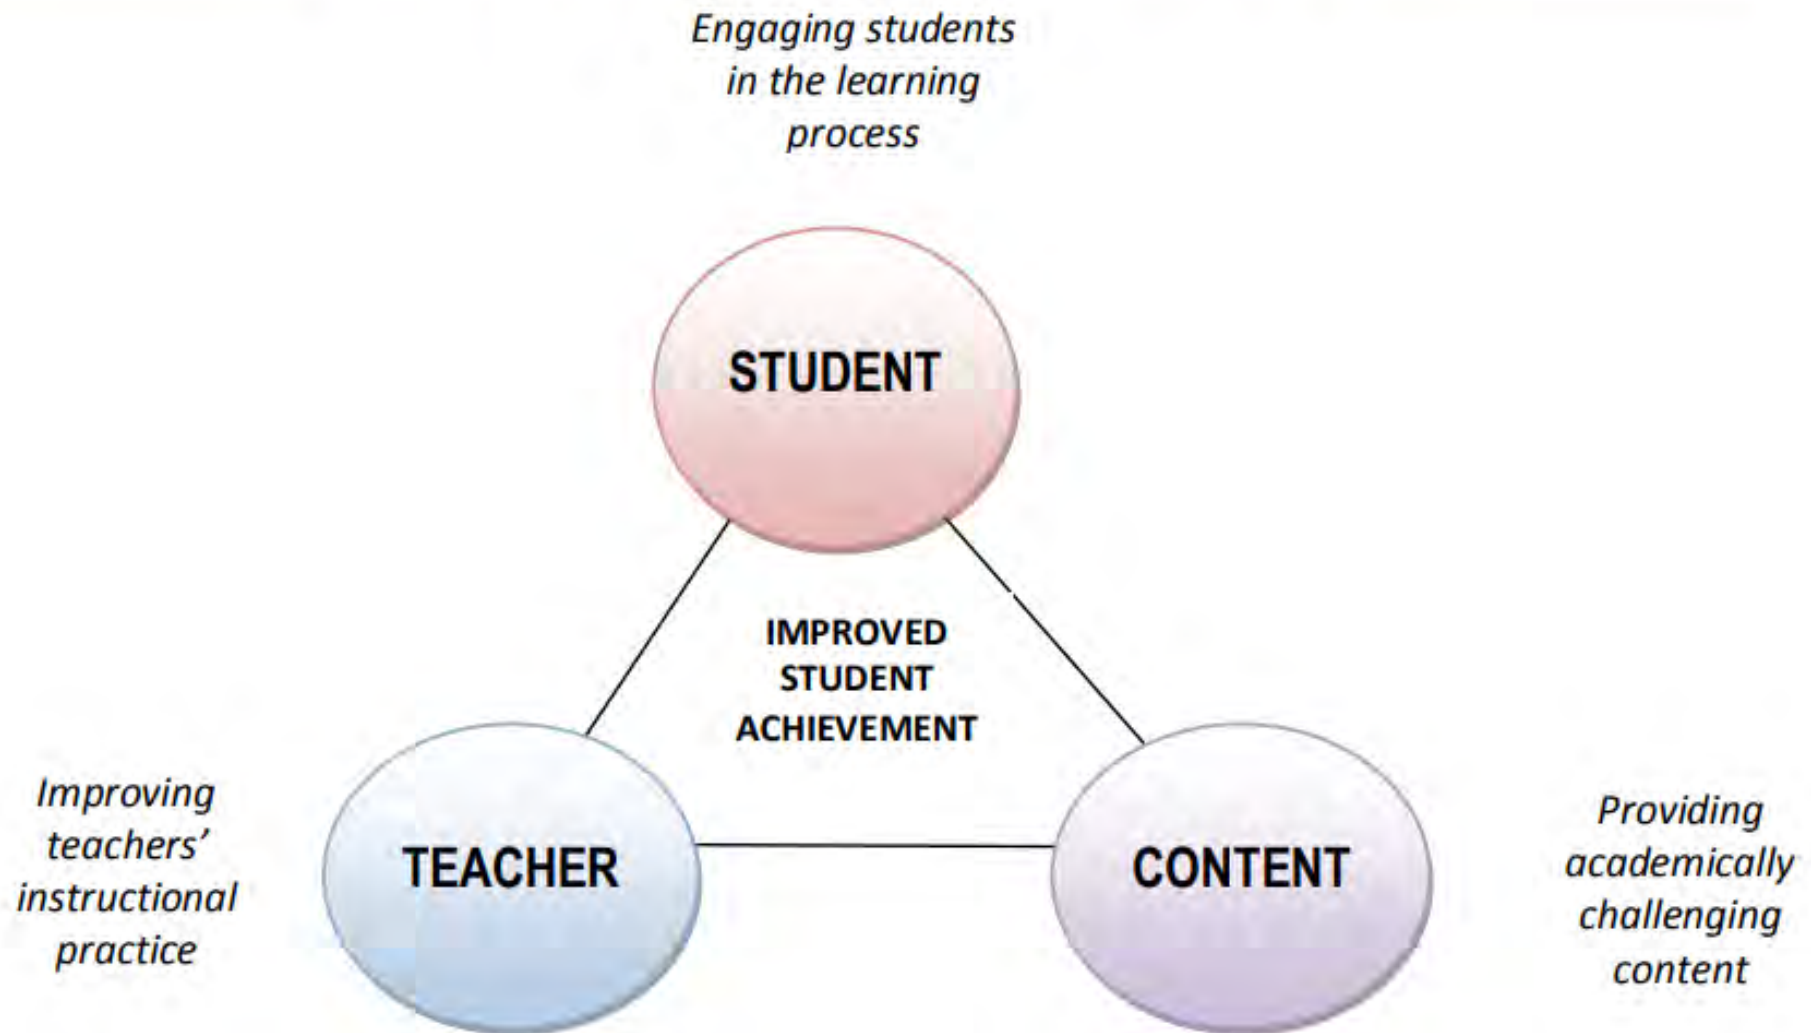 Engaging students
in the learning
process
STUDENT
IMPROVED
STUDENT
ACHIEVEMENT
Improving
teachers’
instructional
practice
TEACHER
CONTENT
Providing
academically
challenging
content